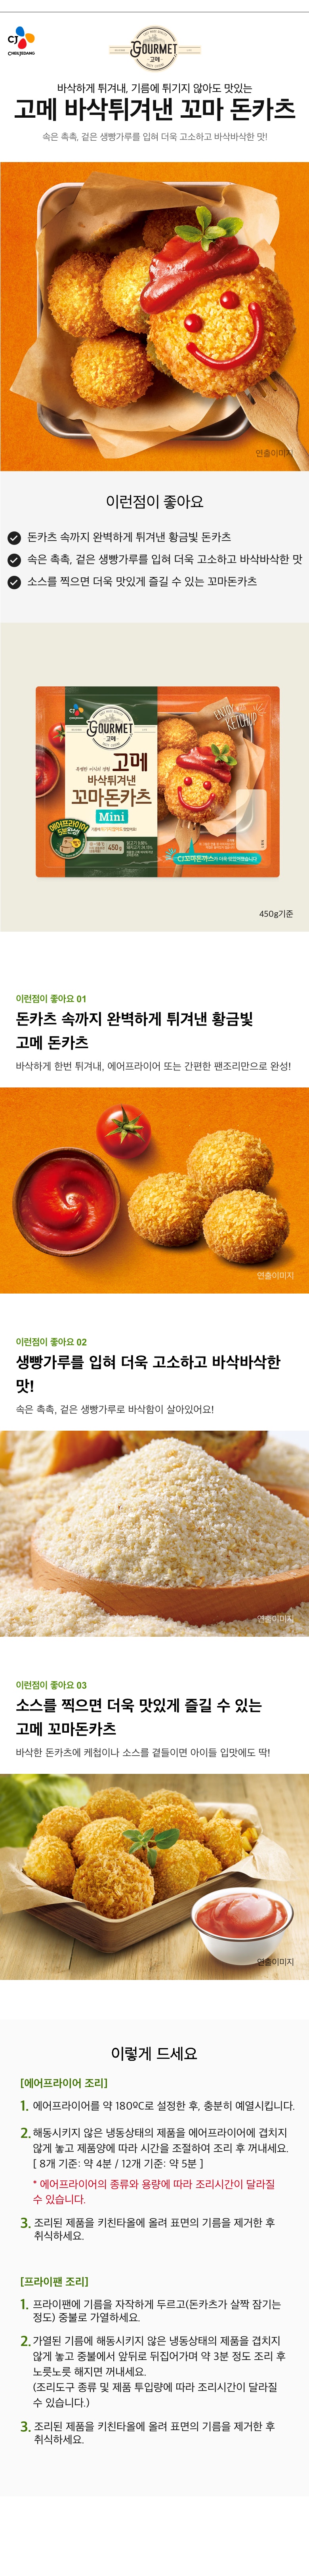 CJ
CHEILJEDANG
GOURMET
고메
바삭하게 튀겨내, 기름에 튀기지 않아도 맛있는
고메 바삭튀겨낸 꼬마 돈카츠
속은 촉촉, 겉은 생빵가루를 입혀 더욱 고소하고 바삭바삭한 맛!
연출이미지
이런점이 좋아요
돈카츠 속까지 완벽하게 튀겨낸 황금빛 돈카츠
속은 촉촉, 겉은 생빵가루를 입혀 더욱 고소하고 바삭바삭한 맛
소스를 찍으면 더욱 맛있게 즐길 수 있는 꼬마돈카츠
CJ
GOURMET
고메
ENJOY WITH
KETCHUP
고메
바삭튀겨낸
꼬마돈카츠
Mini
에어프라이어
5분완성
450g
CJ꼬마돈까스가 더욱 맛있어졌습니다
450g기준
이런점이 좋아요 01
돈카츠 속까지 완벽하게 튀겨낸 황금빛
고메 돈카츠
바삭하게 한번 튀겨내, 에어프라이어 또는 간편한 팬조리만으로 완성!
연출이미지
이런점이 좋아요 02
생빵가루를 입혀 더욱 고소하고 바삭바삭한
맛!
속은 촉촉, 겉은 생빵가루로 바삭함이 살아있어요!
연출이미지
이런점이 좋아요 03
소스를 찍으면 더욱 맛있게 즐길 수 있는
고메 꼬마돈카츠
바삭한 돈카츠에 케첩이나 소스를 곁들이면 아이들 입맛에도 딱!
연출이미지
이렇게 드세요
[에어프라이어 조리]
1. 에어프라이어를 약 180ºC로 설정한 후, 충분히 예열시킵니다.
2. 해동시키지 않은 냉동상태의 제품을 에어프라이어에 겹치지
않게 놓고 제품양에 따라 시간을 조절하여 조리 후 꺼내세요.
[ 8개 기준: 약 4분 / 12개 기준: 약 5분 ]
* 에어프라이어의 종류와 용량에 따라 조리시간이 달라질
수 있습니다.
3. 조리된 제품을 키친타올에 올려 표면의 기름을 제거한 후
취식하세요.
[프라이팬 조리]
1. 프라이팬에 기름을 자작하게 두르고(돈카츠가 살짝 잠기는
정도) 중불로 가열하세요.
2. 가열된 기름에 해동시키지 않은 냉동상태의 제품을 겹치지
않게 놓고 중불에서 앞뒤로 뒤집어가며 약 3분 정도 조리 후
노릇노릇 해지면 꺼내세요.
(조리도구 종류 및 제품 투입량에 따라 조리시간이 달라질
수 있습니다.)
3. 조리된 제품을 키친타올에 올려 표면의 기름을 제거한 후
취식하세요.